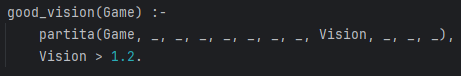 good_vision(Game) :-
    partita(Game, _, _, _, _, _, _, _, Vision, _, _, _),
    Vision > 1.2.